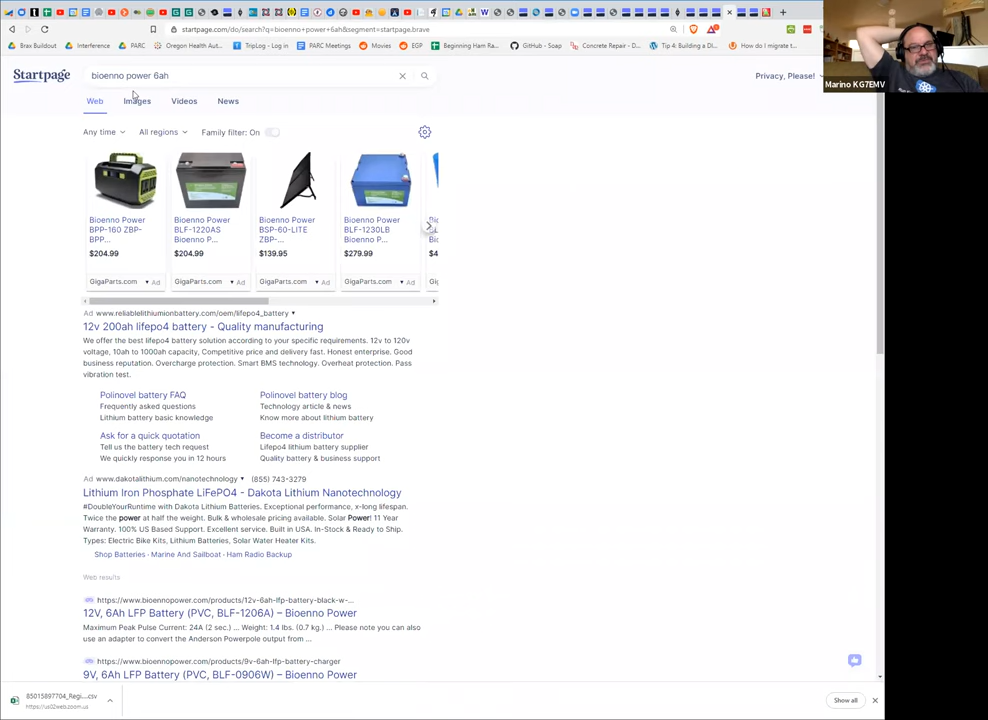 startpage.com/do/search?q=bioenno+power+6ah&segment=startpage.brave
Brax Buildout
Interference
PARC
Oregon Health Aut...
TripLog - Log in
PARC Meetings
Movies
EGP
Beginning Ham Ra...
GitHub - Soap
Concrete Repair - D...
Tip 4: Building a Di...
How do I migrate t...
Marino KG7EMV
Startpage
bioenno power 6ah
Privacy, Please!
Web
Images
Videos
News
Any time
All regions
Family filter: On
Bioenno Power
BPP-160 ZBP-
BPP...
$204.99
GigaParts.com
Ad
Bioenno Power
BLF-1220AS
Bioenno P...
$204.99
GigaParts.com
Ad
Bioenno Power
BSP-60-LITE
ZBP-...
$139.95
GigaParts.com
Ad
Bioenno Power
BLF-1230LB
Bioenno P...
$279.99
GigaParts.com
Ad
Ad www.reliablelithiumionbattery.com/oem/lifepo4_battery
12v 200ah lifepo4 battery - Quality manufacturing
We offer the best lifepo4 battery solution according to your specific requirements. 12v to 120v
voltage, 10ah to 1000ah capacity, Competitive price and delivery fast. Honest enterprise. Good
business reputation. Overcharge protection. Smart BMS technology. Overheat protection. Pass
vibration test.
Polinovel battery FAQ
Frequently asked questions
Lithium battery basic knowledge
Polinovel battery blog
Technology article & news
Know more about lithium battery
Ask for a quick quotation
Tell us the battery tech request
We quickly response you in 12 hours
Become a distributor
Lifepo4 lithium battery supplier
Quality battery & business support
Ad www.dakotalithium.com/nanotechnology (855) 743-3279
Lithium Iron Phosphate LiFePO4 - Dakota Lithium Nanotechnology
#DoubleYourRuntime with Dakota Lithium Batteries. Exceptional performance, x-long lifespan.
Twice the power at half the weight. Bulk & wholesale pricing available. Solar Power! 11 Year
Warranty. 100% US Based Support. Excellent service. Built in USA. In-Stock & Ready to Ship.
Types: Electric Bike Kits, Lithium Batteries, Solar Water Heater Kits.
Shop Batteries · Marine And Sailboat · Ham Radio Backup
Web results
https://www.bioennopower.com/products/12v-6ah-lfp-battery-black-w-...
12V, 6Ah LFP Battery (PVC, BLF-1206A) – Bioenno Power
Maximum Peak Pulse Current: 24A (2 sec.) ... Weight: 1.4 lbs. (0.7 kg.) ... Please note you can also
use an adapter to convert the Anderson Powerpole output from ...
https://www.bioennopower.com/products/9v-6ah-lfp-battery-charger
9V, 6Ah LFP Battery (PVC, BLF-0906W) – Bioenno Power
85015897704_Regi....csv
https://us02web.zoom.us
Show all